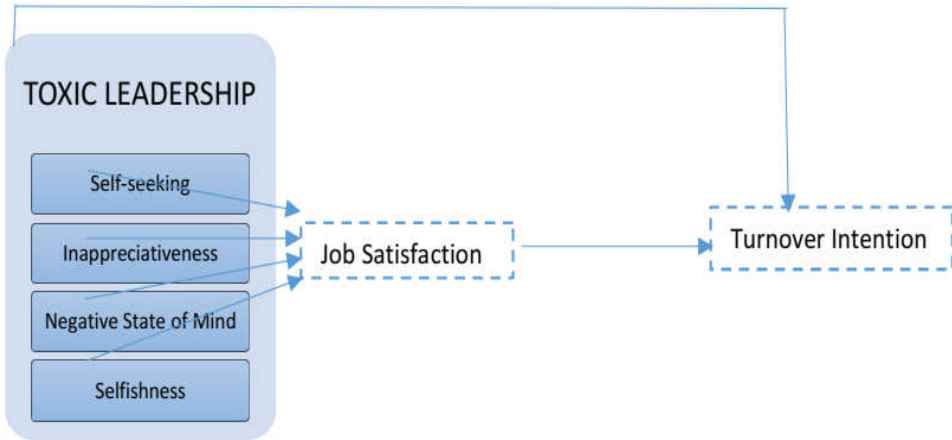 TOXIC LEADERSHIP
Self-seeking
Inappreciativeness
Negative State of Mind
Selfishness
Job Satisfaction
Turnover Intention